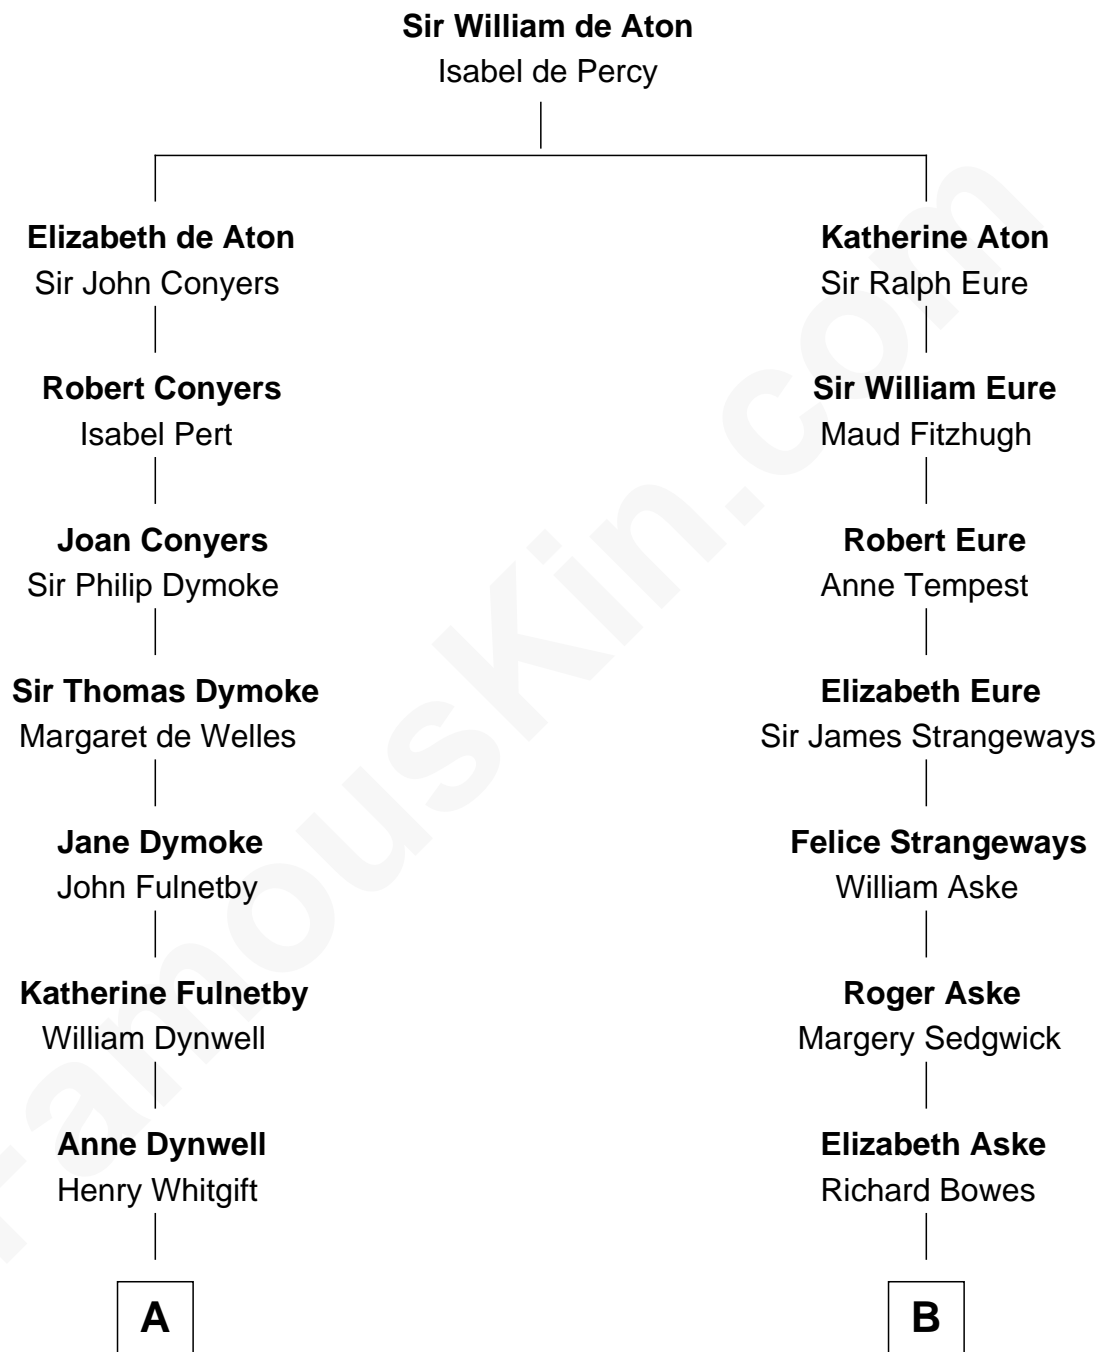 Sir William de Aton
Isabel de Percy
Elizabeth de Aton
Sir John Conyers
Robert Conyers
Isabel Pert
Joan Conyers
Sir Philip Dymoke
Sir Thomas Dymoke
Margaret de Welles
Jane Dymoke
John Fulnetby
Katherine Fulnetby
William Dynwell
Anne Dynwell
Henry Whitgift
A
Katherine Aton
Sir Ralph Eure
Sir William Eure
Maud Fitzhugh
Robert Eure
Anne Tempest
Elizabeth Eure
Sir James Strangeways
Felice Strangeways
William Aske
Roger Aske
Margery Sedgwick
Elizabeth Aske
Richard Bowes
B
FamousKin.com